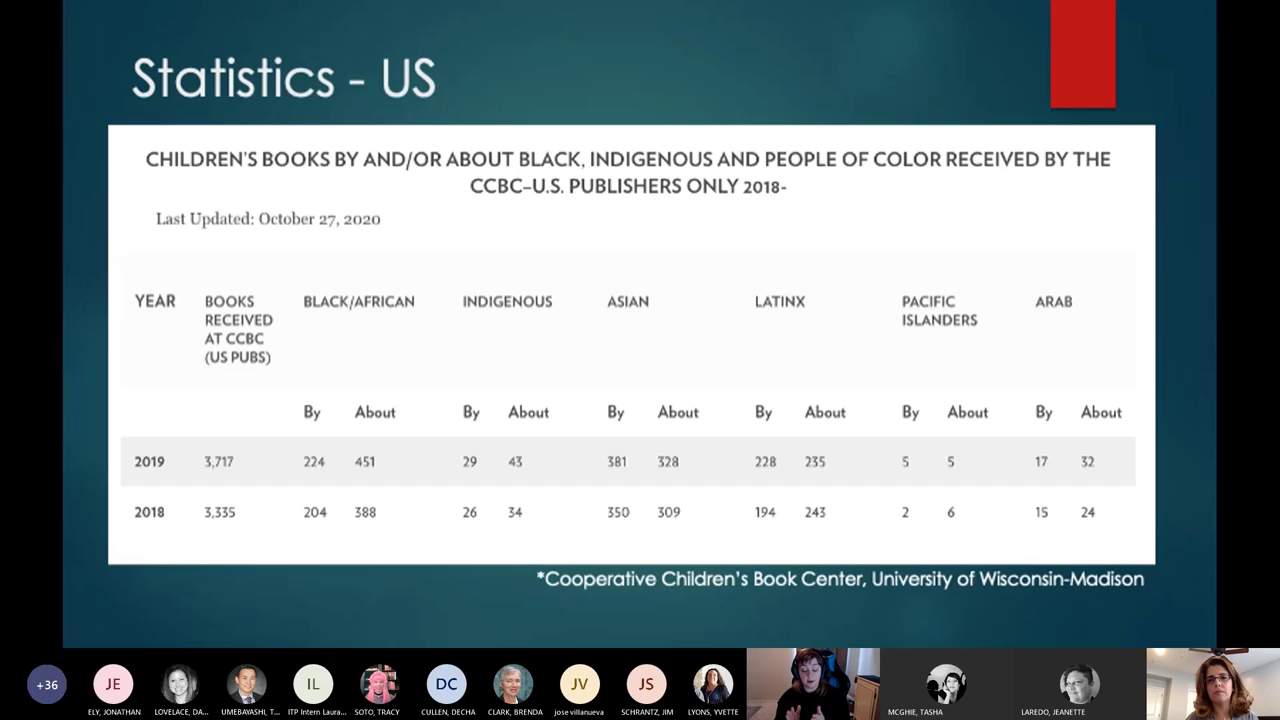 Statistics - US
CHILDREN'S BOOKS BY AND/OR ABOUT BLACK, INDIGENOUS AND PEOPLE OF COLOR RECEIVED BY THE
CCBC–U.S. PUBLISHERS ONLY 2018-
Last Updated: October 27, 2020
YEAR BOOKS RECEIVED AT CCBC (US PUBS) BLACK/AFRICAN INDIGENOUS ASIAN LATINX PACIFIC ISLANDERS ARAB
By About By About By About By About By About By About
2019 3,717 224 451 29 43 381 328 228 235 5 5 17 32
2018 3,335 204 388 26 34 350 309 194 243 2 6 15 24
*Cooperative Children's Book Center, University of Wisconsin-Madison
+36 JE IL DC JV JS
ELY, JONATHAN LOVELACE, DA... UMEBAYASHI, T... ITP Intern Laura... SOTO, TRACY CULLEN, DECHA CLARK, BRENDA jose villanueva SCHRANTZ, JIM LYONS, YVETTE MCGHIE, TASHA LAREDO, JEANETTE